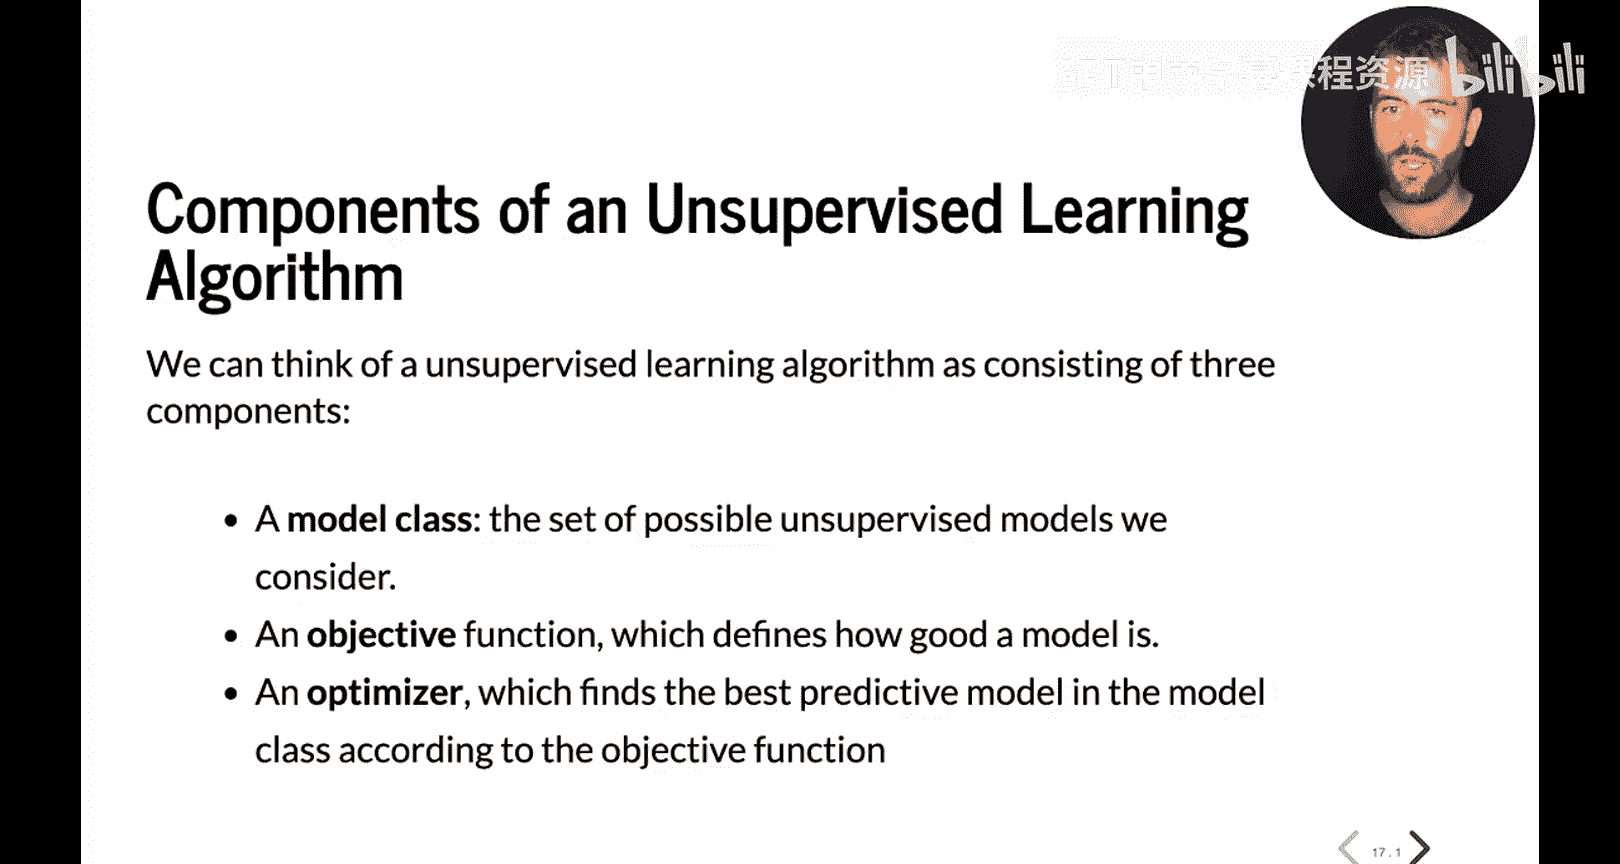 程资源 bilibili
Components of an Unsupervised Learning
Algorithm
We can think of a unsupervised learning algorithm as consisting of three
components:
• A model class: the set of possible unsupervised models we
consider.
• An objective function, which defines how good a model is.
• An optimizer, which finds the best predictive model in the model
class according to the objective function
17.1